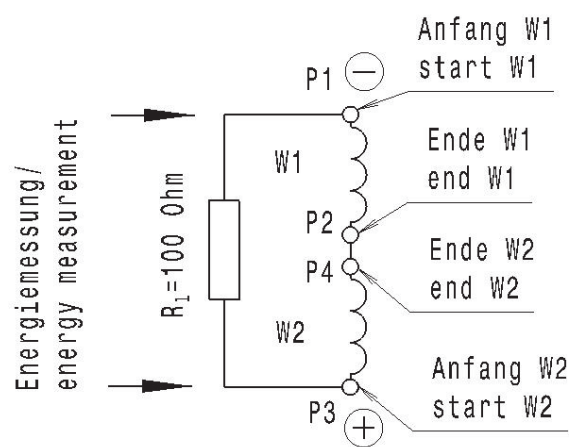 Anfang W1
start W1
P1 −
Ende W1
end W1
W1
P2
P4
Ende W2
end W2
W2
Anfang W2
start W2
P3
+
R1=100 Ohm
Energiemessung/
energy measurement